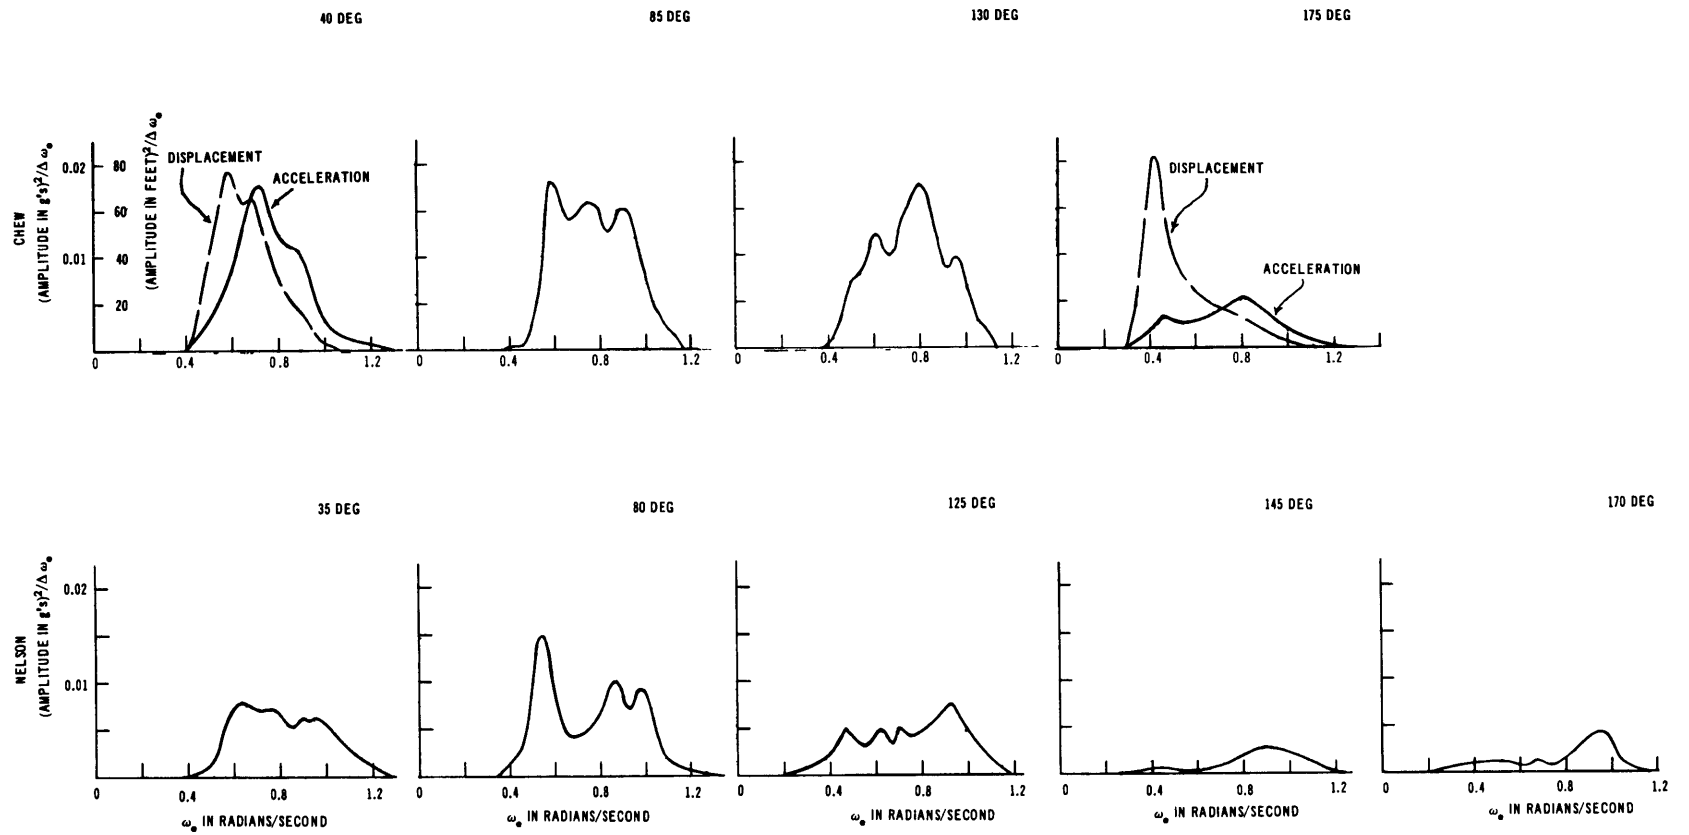 40 DEG
85 DEG
130 DEG
175 DEG
CHEW
(AMPLITUDE IN g's)²/Δ ωₑ
0.02
0.01
(AMPLITUDE IN FEET)²/Δ ωₑ
80
60
40
20
DISPLACEMENT
ACCELERATION
DISPLACEMENT
ACCELERATION
0 0.4 0.8 1.2
0 0.4 0.8 1.2
0 0.4 0.8 1.2
0 0.4 0.8 1.2
35 DEG
80 DEG
125 DEG
145 DEG
170 DEG
NELSON
(AMPLITUDE IN g's)²/Δ ωₑ
0.02
0.01
0 0.4 0.8 1.2
0 0.4 0.8 1.2
0 0.4 0.8 1.2
0 0.4 0.8 1.2
0 0.4 0.8 1.2
ωₑ IN RADIANS/SECOND
ωₑ IN RADIANS/SECOND
ωₑ IN RADIANS/SECOND
ωₑ IN RADIANS/SECOND
ωₑ IN RADIANS/SECOND